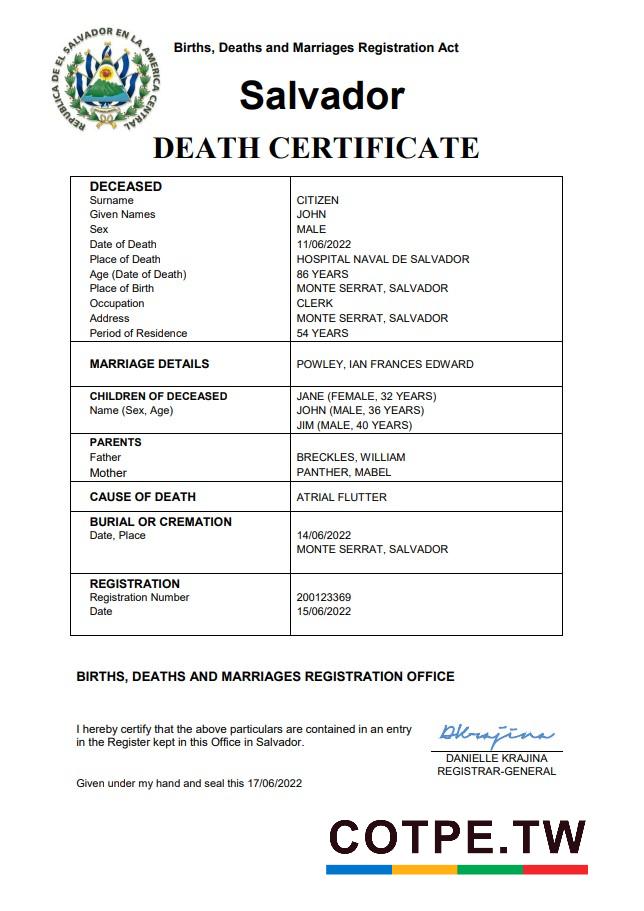 REPUBLICA DE EL SALVADOR EN LA AMERICA CENTRAL
Births, Deaths and Marriages Registration Act
Salvador
DEATH CERTIFICATE
DECEASED
Surname CITIZEN
Given Names JOHN
Sex MALE
Date of Death 11/06/2022
Place of Death HOSPITAL NAVAL DE SALVADOR
Age (Date of Death) 86 YEARS
Place of Birth MONTE SERRAT, SALVADOR
Occupation CLERK
Address MONTE SERRAT, SALVADOR
Period of Residence 54 YEARS
MARRIAGE DETAILS POWLEY, IAN FRANCES EDWARD
CHILDREN OF DECEASED JANE (FEMALE, 32 YEARS)
Name (Sex, Age) JOHN (MALE, 36 YEARS)
JIM (MALE, 40 YEARS)
PARENTS
Father BRECKLES, WILLIAM
Mother PANTHER, MABEL
CAUSE OF DEATH ATRIAL FLUTTER
BURIAL OR CREMATION
Date, Place 14/06/2022
MONTE SERRAT, SALVADOR
REGISTRATION
Registration Number 200123369
Date 15/06/2022
BIRTHS, DEATHS AND MARRIAGES REGISTRATION OFFICE
I hereby certify that the above particulars are contained in an entry
in the Register kept in this Office in Salvador.
DKrajina
DANIELLE KRAJINA
REGISTRAR-GENERAL
Given under my hand and seal this 17/06/2022
COTPE.TW